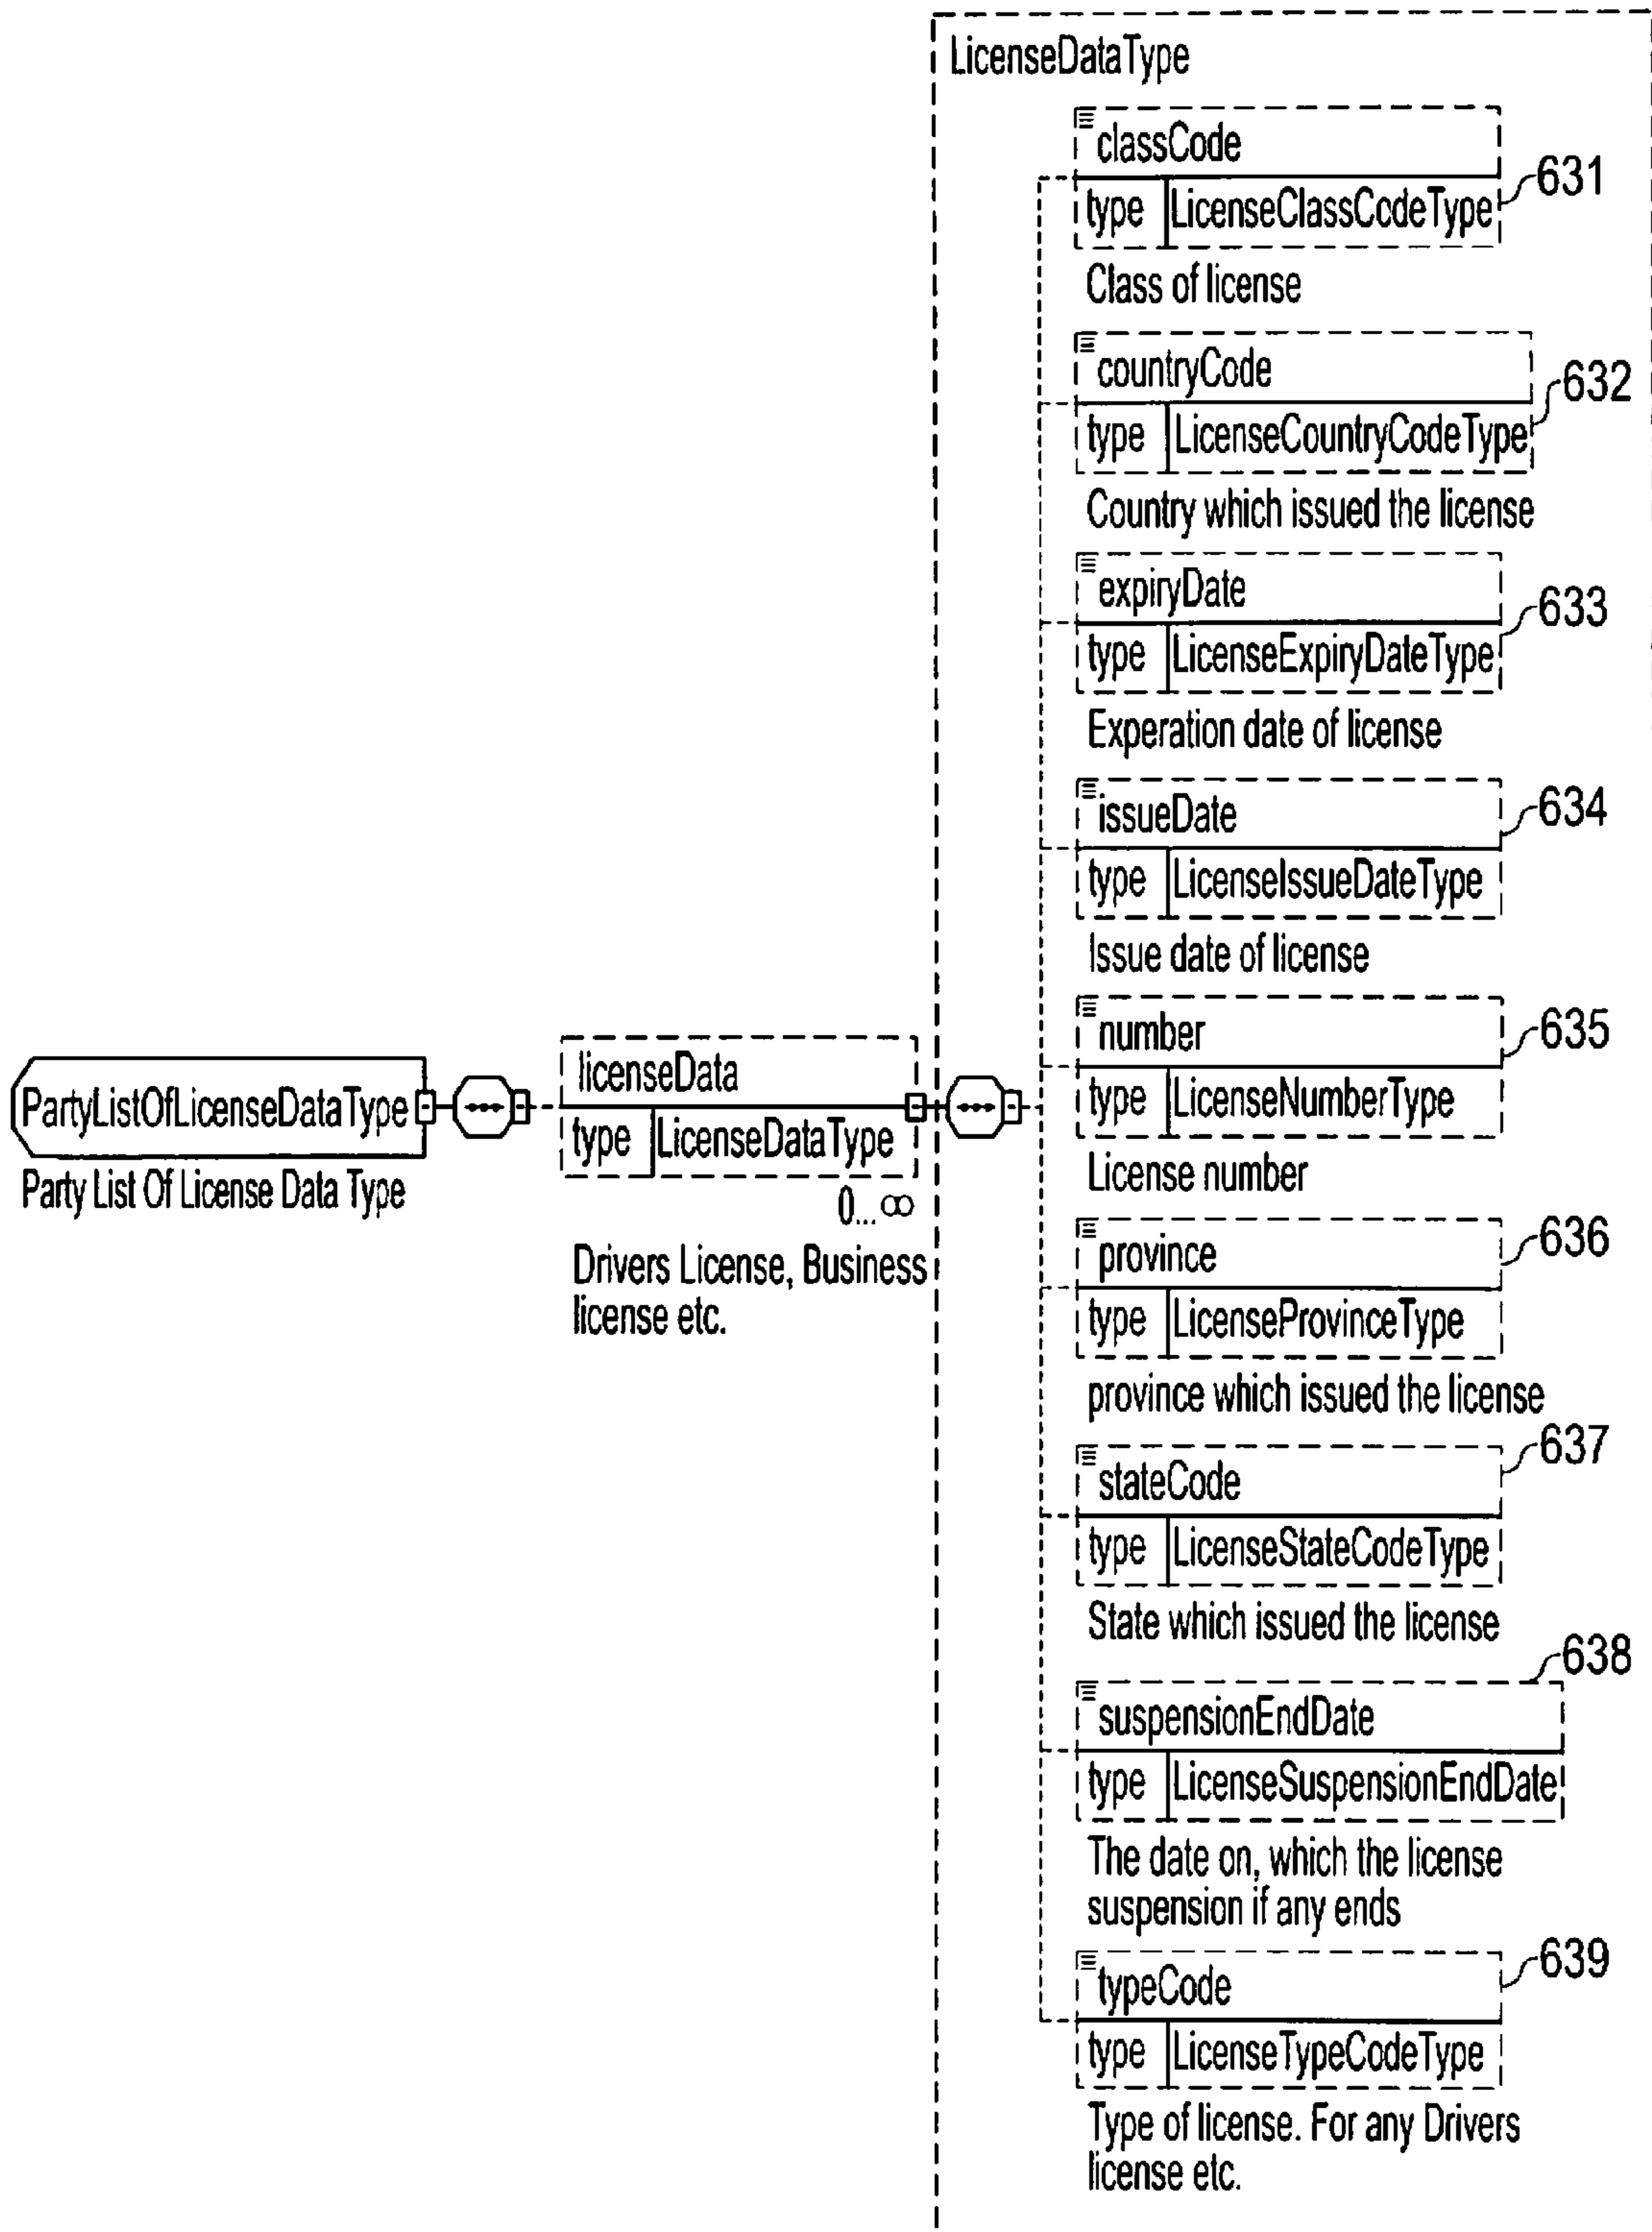 LicenseDataType
classCode
631
type LicenseClassCodeType
Class of license
countryCode
632
type LicenseCountryCodeType
Country which issued the license
expiryDate
633
type LicenseExpiryDateType
Experation date of license
issueDate
634
type LicenseIssueDateType
Issue date of license
number
635
type LicenseNumberType
License number
PartyListOfLicenseDataType
Party List Of License Data Type
licenseData
type LicenseDataType
0...∞
Drivers License, Business
license etc.
province
636
type LicenseProvinceType
province which issued the license
stateCode
637
type LicenseStateCodeType
State which issued the license
suspensionEndDate
638
type LicenseSuspensionEndDate
The date on, which the license
suspension if any ends
typeCode
639
type LicenseTypeCodeType
Type of license. For any Drivers
license etc.